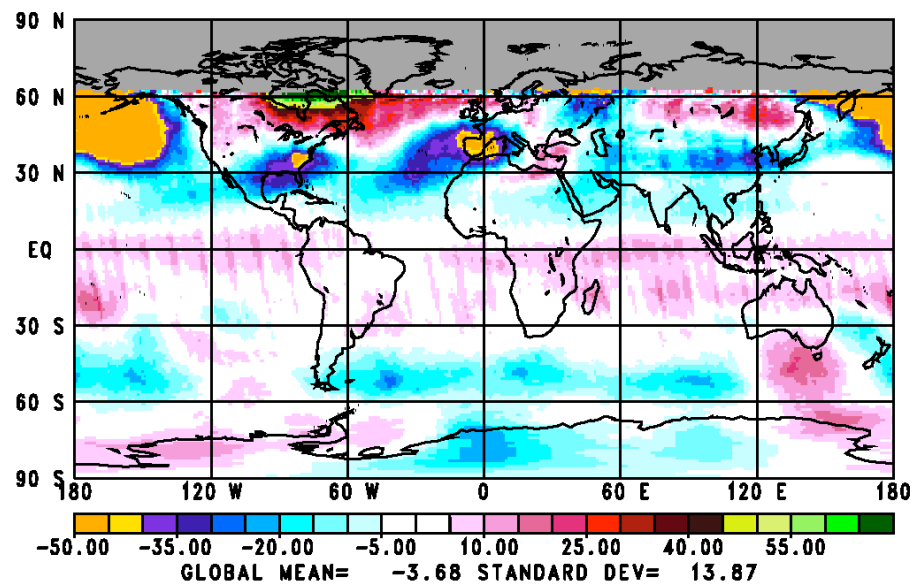 90 N
60 N
30 N
EQ
30 S
60 S
90 S
180 120 W 60 W 0 60 E 120 E 180
-50.00 -35.00 -20.00 -5.00 10.00 25.00 40.00 55.00
GLOBAL MEAN= -3.68 STANDARD DEV= 13.87